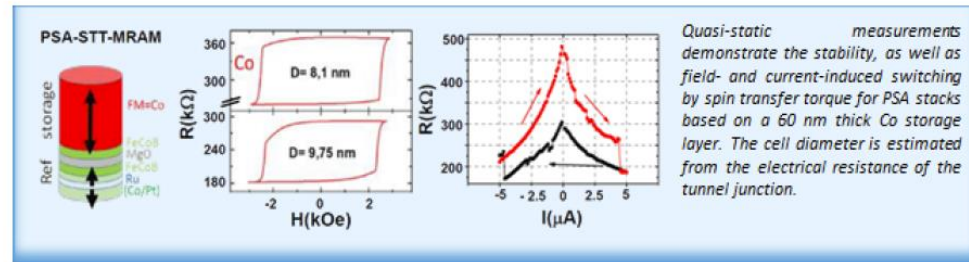 PSA-STT-MRAM
storage
Ref
FM=Co
FeCoB
MgO
FeCoB
Ru
(Co/Pt)
R(kΩ)
360
300
300
240
180
Co
D= 8,1 nm
D= 9,75 nm
-2
0
2
H(kOe)
R(kΩ)
500
400
300
200
-5
- 2.5
0
2.5
5
I(μA)
Quasi-static measurements
demonstrate the stability, as well as
field- and current-induced switching
by spin transfer torque for PSA stacks
based on a 60 nm thick Co storage
layer. The cell diameter is estimated
from the electrical resistance of the
tunnel junction.